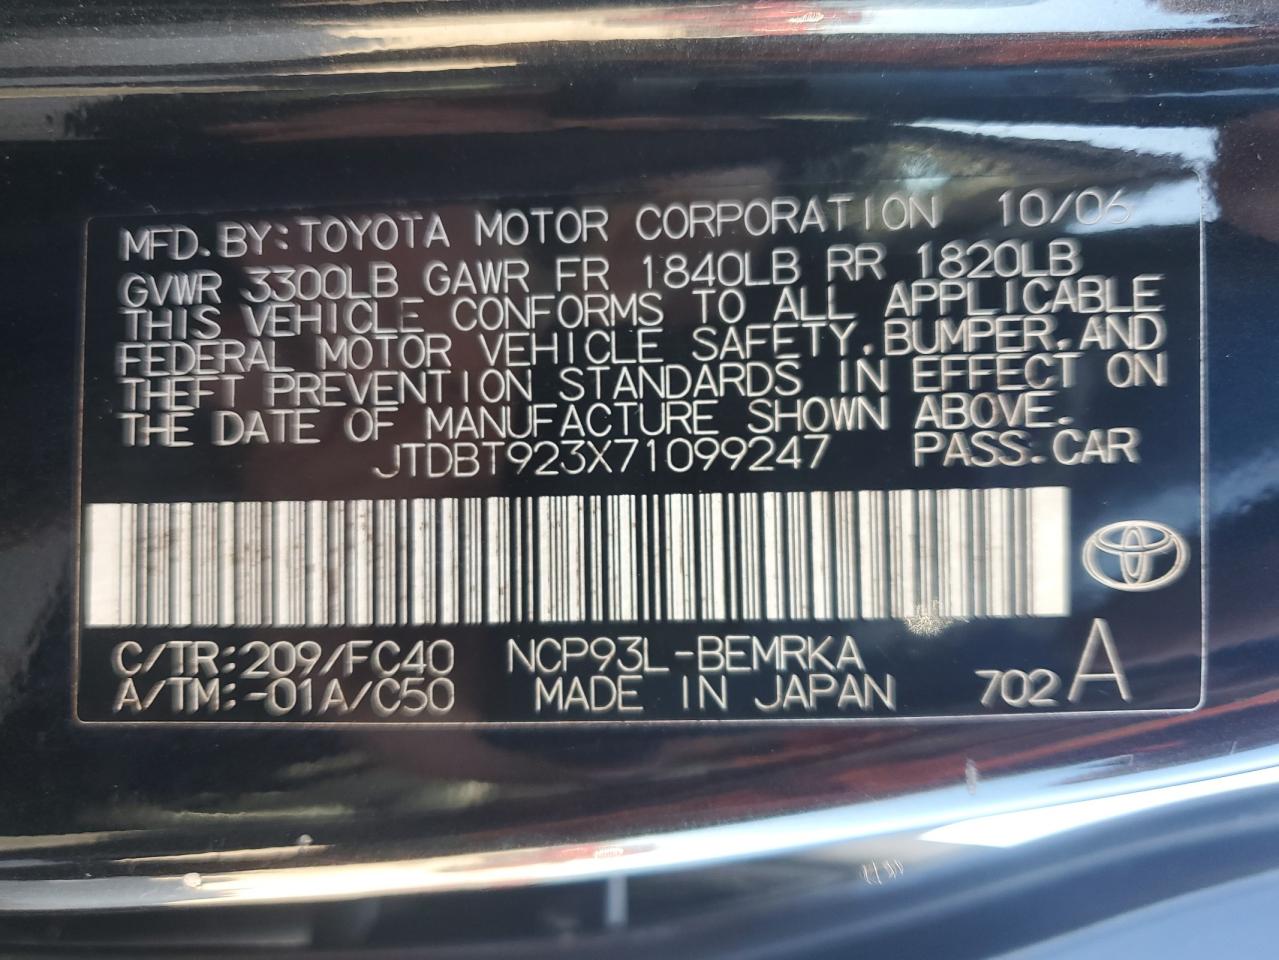 MFD. BY: TOYOTA MOTOR CORPORATION 10/06
GVWR 3300LB GAWR FR 1840LB RR 1820LB
THIS VEHICLE CONFORMS TO ALL APPLICABLE
FEDERAL MOTOR VEHICLE SAFETY, BUMPER, AND
THEFT PREVENTION STANDARDS IN EFFECT ON
THE DATE OF MANUFACTURE SHOWN ABOVE.
JTDBT923X71099247 PASS. CAR
C/TR: 209/FC40 NCP93L-BEMRKA
A/TM: -01A/C50 MADE IN JAPAN 702 A